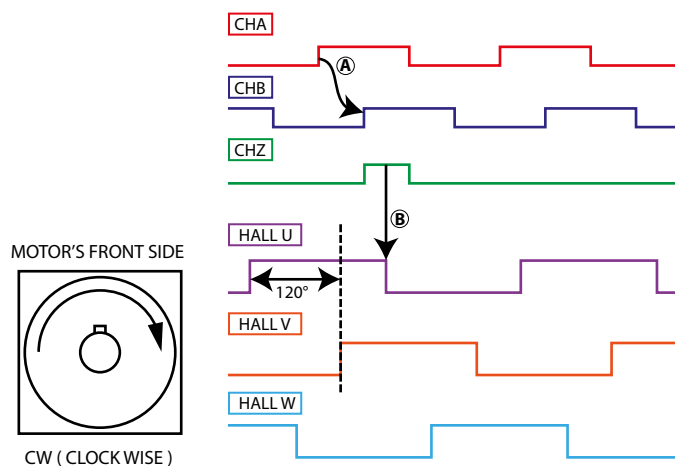 CHA
A
CHB
CHZ
B
HALL U
MOTOR'S FRONT SIDE
120°
HALL V
HALL W
CW ( CLOCK WISE )